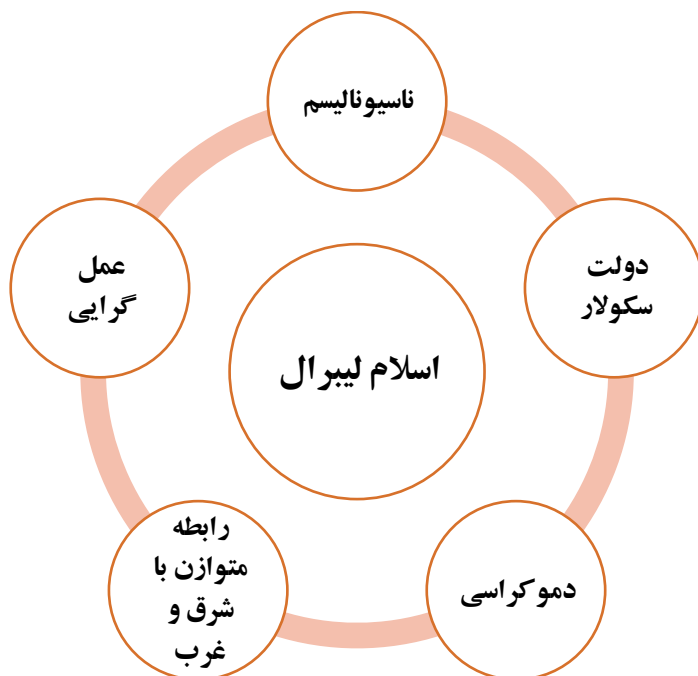 ناسیونالیسم
دولت
سکولار
دموکراسی
رابطه
متوازن با
شرق و
غرب
عمل
گرایی
اسلام لیبرال